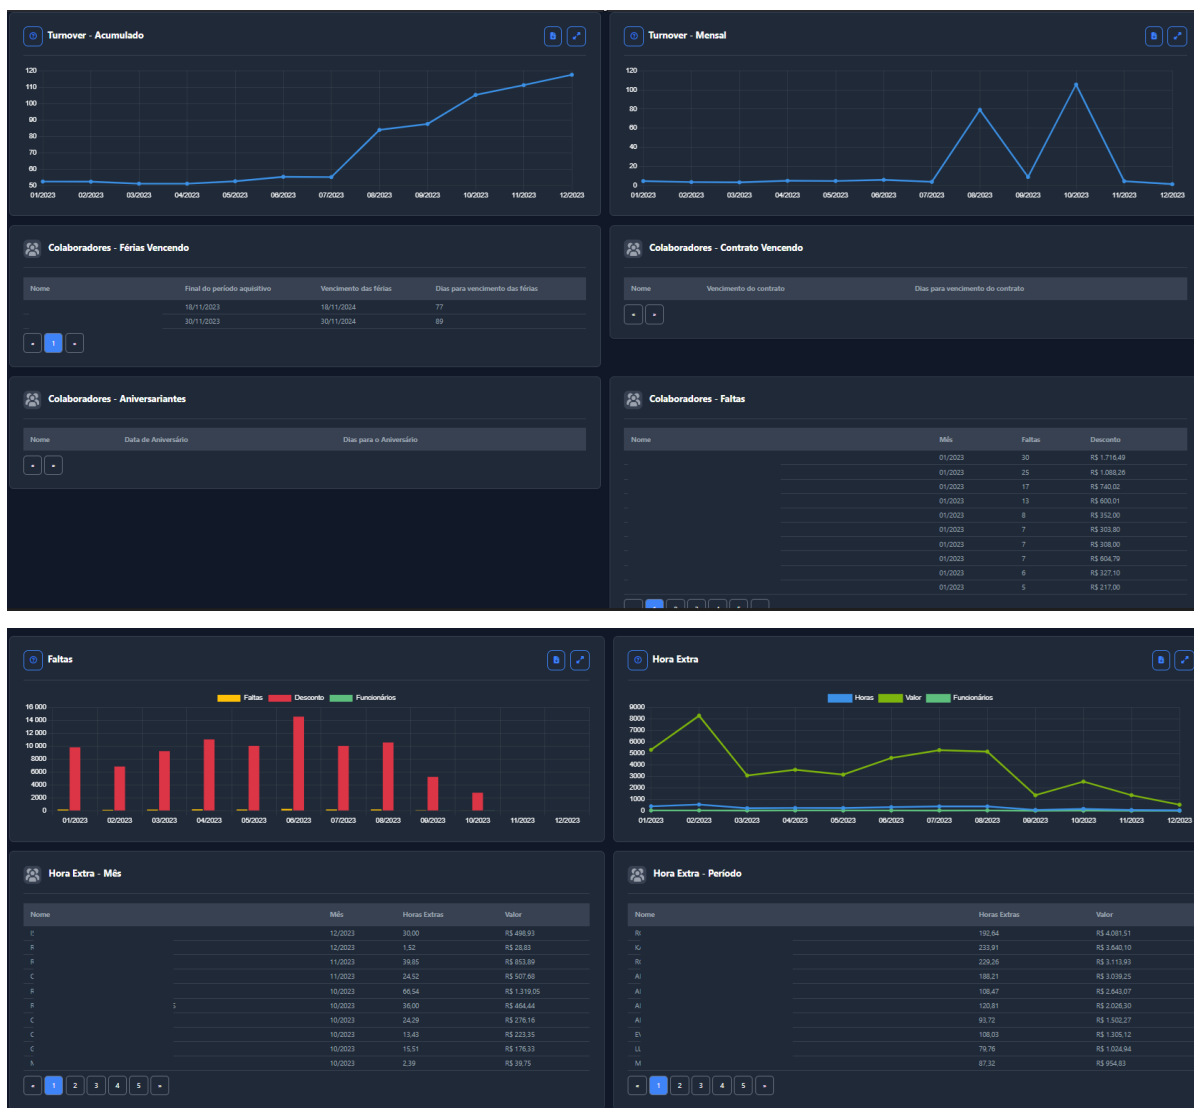 Turnover - Acumulado
120
110
100
90
80
70
60
50
01/2023 02/2023 03/2023 04/2023 05/2023 06/2023 07/2023 08/2023 09/2023 10/2023 11/2023 12/2023
Turnover - Mensal
120
100
80
60
40
20
0
01/2023 02/2023 03/2023 04/2023 05/2023 06/2023 07/2023 08/2023 09/2023 10/2023 11/2023 12/2023
Colaboradores - Férias Vencendo
Nome Final do período aquisitivo Vencimento das férias Dias para vencimento das férias
18/11/2023 18/11/2024 77
30/11/2023 30/11/2024 89
1
Colaboradores - Contrato Vencendo
Nome Vencimento do contrato Dias para vencimento do contrato
Colaboradores - Aniversariantes
Nome Data de Aniversário Dias para o Aniversário
Colaboradores - Faltas
Nome Mês Faltas Desconto
01/2023 30 R$ 1.716,49
01/2023 25 R$ 1.088,26
01/2023 17 R$ 740,02
01/2023 13 R$ 600,01
01/2023 8 R$ 352,00
01/2023 7 R$ 303,80
01/2023 7 R$ 308,00
01/2023 7 R$ 604,79
01/2023 6 R$ 327,10
01/2023 5 R$ 217,00
Faltas
Faltas Desconto Funcionários
16 000
14 000
12 000
10 000
8000
6000
4000
2000
0
01/2023 02/2023 03/2023 04/2023 05/2023 06/2023 07/2023 08/2023 09/2023 10/2023 11/2023 12/2023
Hora Extra
Horas Valor Funcionários
9000
8000
7000
6000
5000
4000
3000
2000
1000
0
01/2023 02/2023 03/2023 04/2023 05/2023 06/2023 07/2023 08/2023 09/2023 10/2023 11/2023 12/2023
Hora Extra - Mês
Nome Mês Horas Extras Valor
12/2023 30,00 R$ 498,93
12/2023 1,52 R$ 28,83
11/2023 39,85 R$ 853,89
11/2023 24,52 R$ 507,68
10/2023 66,54 R$ 1.319,05
10/2023 36,00 R$ 464,44
10/2023 24,29 R$ 276,16
10/2023 13,43 R$ 223,35
10/2023 15,51 R$ 176,33
10/2023 2,39 R$ 39,75
1 2 3 4 5
Hora Extra - Período
Nome Horas Extras Valor
192,64 R$ 4.081,51
233,91 R$ 3.640,10
229,26 R$ 3.113,93
188,21 R$ 3.039,25
108,47 R$ 2.643,07
120,81 R$ 2.026,30
93,72 R$ 1.502,27
108,03 R$ 1.305,12
79,76 R$ 1.024,94
87,32 R$ 954,83
1 2 3 4 5